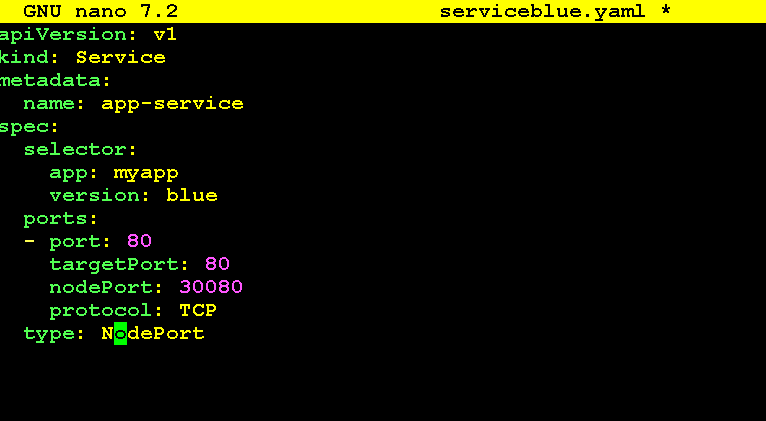 GNU nano 7.2 serviceblue.yaml *
apiVersion: v1
kind: Service
metadata:
  name: app-service
spec:
  selector:
    app: myapp
    version: blue
  ports:
  - port: 80
    targetPort: 80
    nodePort: 30080
    protocol: TCP
  type: NodePort